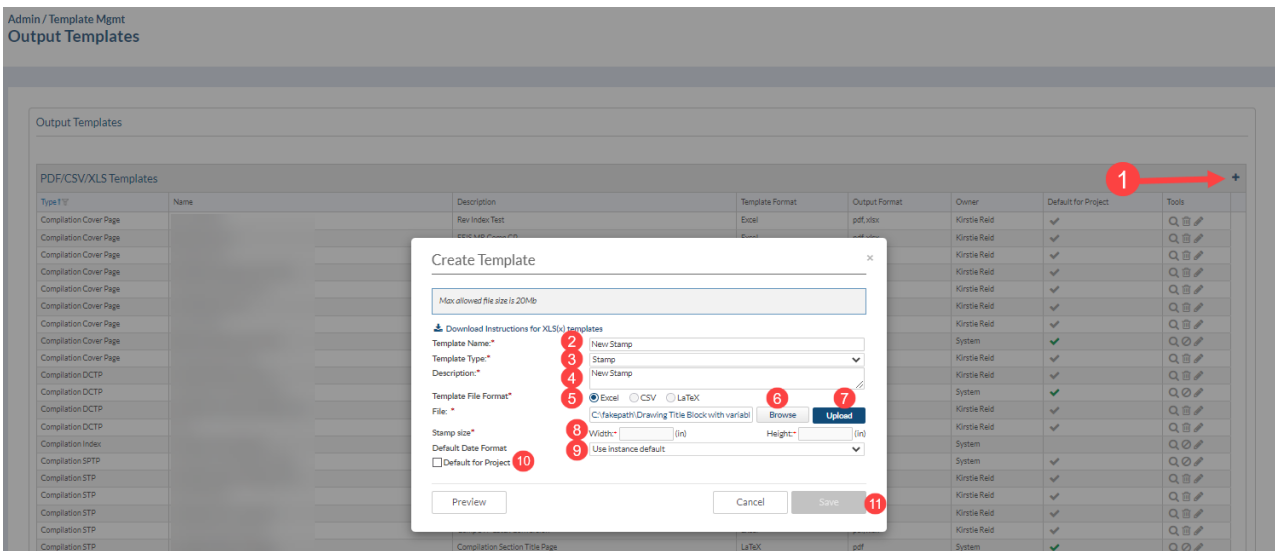 Admin / Template Mgmt
Output Templates
Output Templates
PDF/CSV/XLS Templates
1
+
Type Name Description Template Format Output Format Owner Default for Project Tools
Compilation Cover Page Rev Index Test Excel pdf,xlsx Kirstie Reid
Compilation Cover Page Kirstie Reid
Compilation Cover Page Kirstie Reid
Compilation Cover Page Kirstie Reid
Compilation Cover Page Kirstie Reid
Compilation Cover Page Kirstie Reid
Compilation Cover Page Kirstie Reid
Compilation Cover Page System
Compilation Cover Page Kirstie Reid
Compilation DCTP Kirstie Reid
Compilation DCTP System
Compilation DCTP Kirstie Reid
Compilation DCTP Kirstie Reid
Compilation Index System
Compilation SPTP System
Compilation STP Kirstie Reid
Compilation STP Kirstie Reid
Compilation STP Kirstie Reid
Compilation STP Kirstie Reid
Compilation STP Compilation Section Title Page LaTeX pdf System
Create Template ×
Max allowed file size is 20Mb
Download Instructions for XLS(x) templates
Template Name:* 2 New Stamp
Template Type:* 3 Stamp
Description:* 4 New Stamp
Template File Format* 5 Excel CSV LaTeX 6 7
File: * C:\fakepath\Drawing Title Block with variabl Browse Upload
Stamp size* 8 Width:* (in) Height:* (in)
Default Date Format 9 Use instance default
Default for Project 10
Preview Cancel Save 11